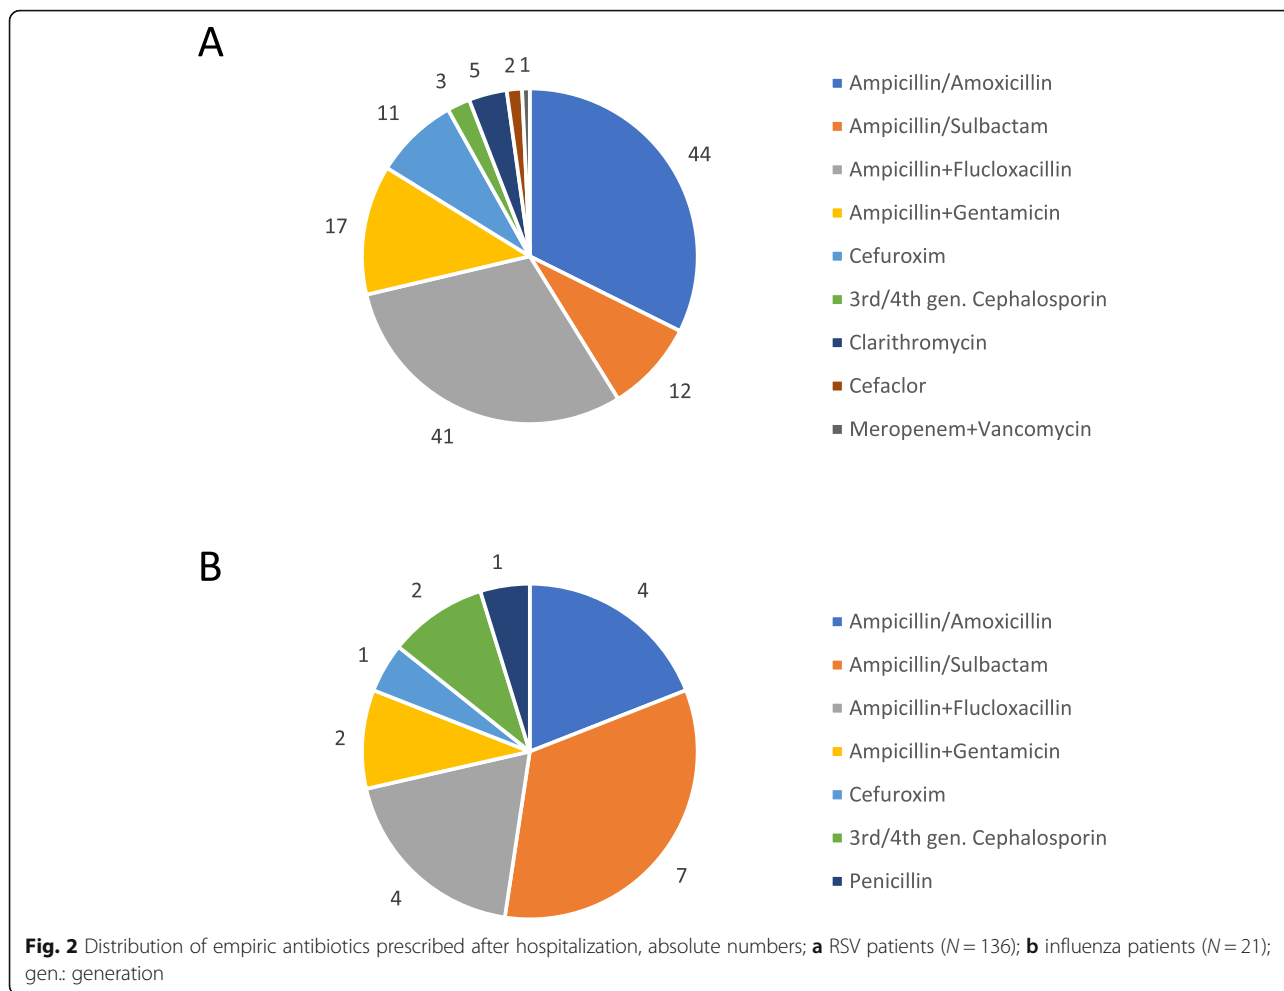 A
3
5
2
1
11
44
17
12
41
Ampicillin/Amoxicillin
Ampicillin/Sulbactam
Ampicillin+Flucloxacillin
Ampicillin+Gentamicin
Cefuroxim
3rd/4th gen. Cephalosporin
Clarithromycin
Cefaclor
Meropenem+Vancomycin
B
1
2
4
1
2
7
4
Ampicillin/Amoxicillin
Ampicillin/Sulbactam
Ampicillin+Flucloxacillin
Ampicillin+Gentamicin
Cefuroxim
3rd/4th gen. Cephalosporin
Penicillin
Fig. 2 Distribution of empiric antibiotics prescribed after hospitalization, absolute numbers; a RSV patients (N = 136); b influenza patients (N = 21);
gen.: generation